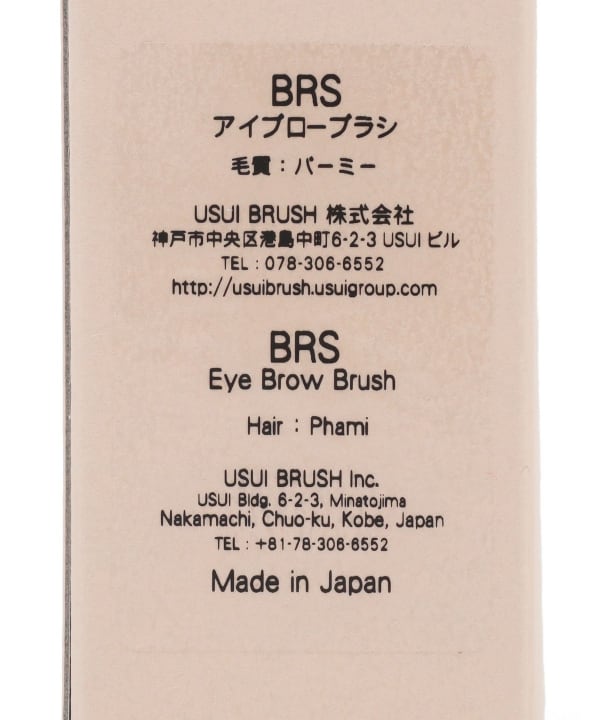 BRS
アイブローブラシ
毛質：パーミー
USUI BRUSH 株式会社
神戸市中央区港島中町6-2-3 USUI ビル
TEL：078-306-6552
http://usuibrush.usuigroup.com
BRS
Eye Brow Brush
Hair：Phami
USUI BRUSH Inc.
USUI Bldg. 6-2-3, Minatojima
Nakamachi, Chuo-ku, Kobe, Japan
TEL：+81-78-306-6552
Made in Japan